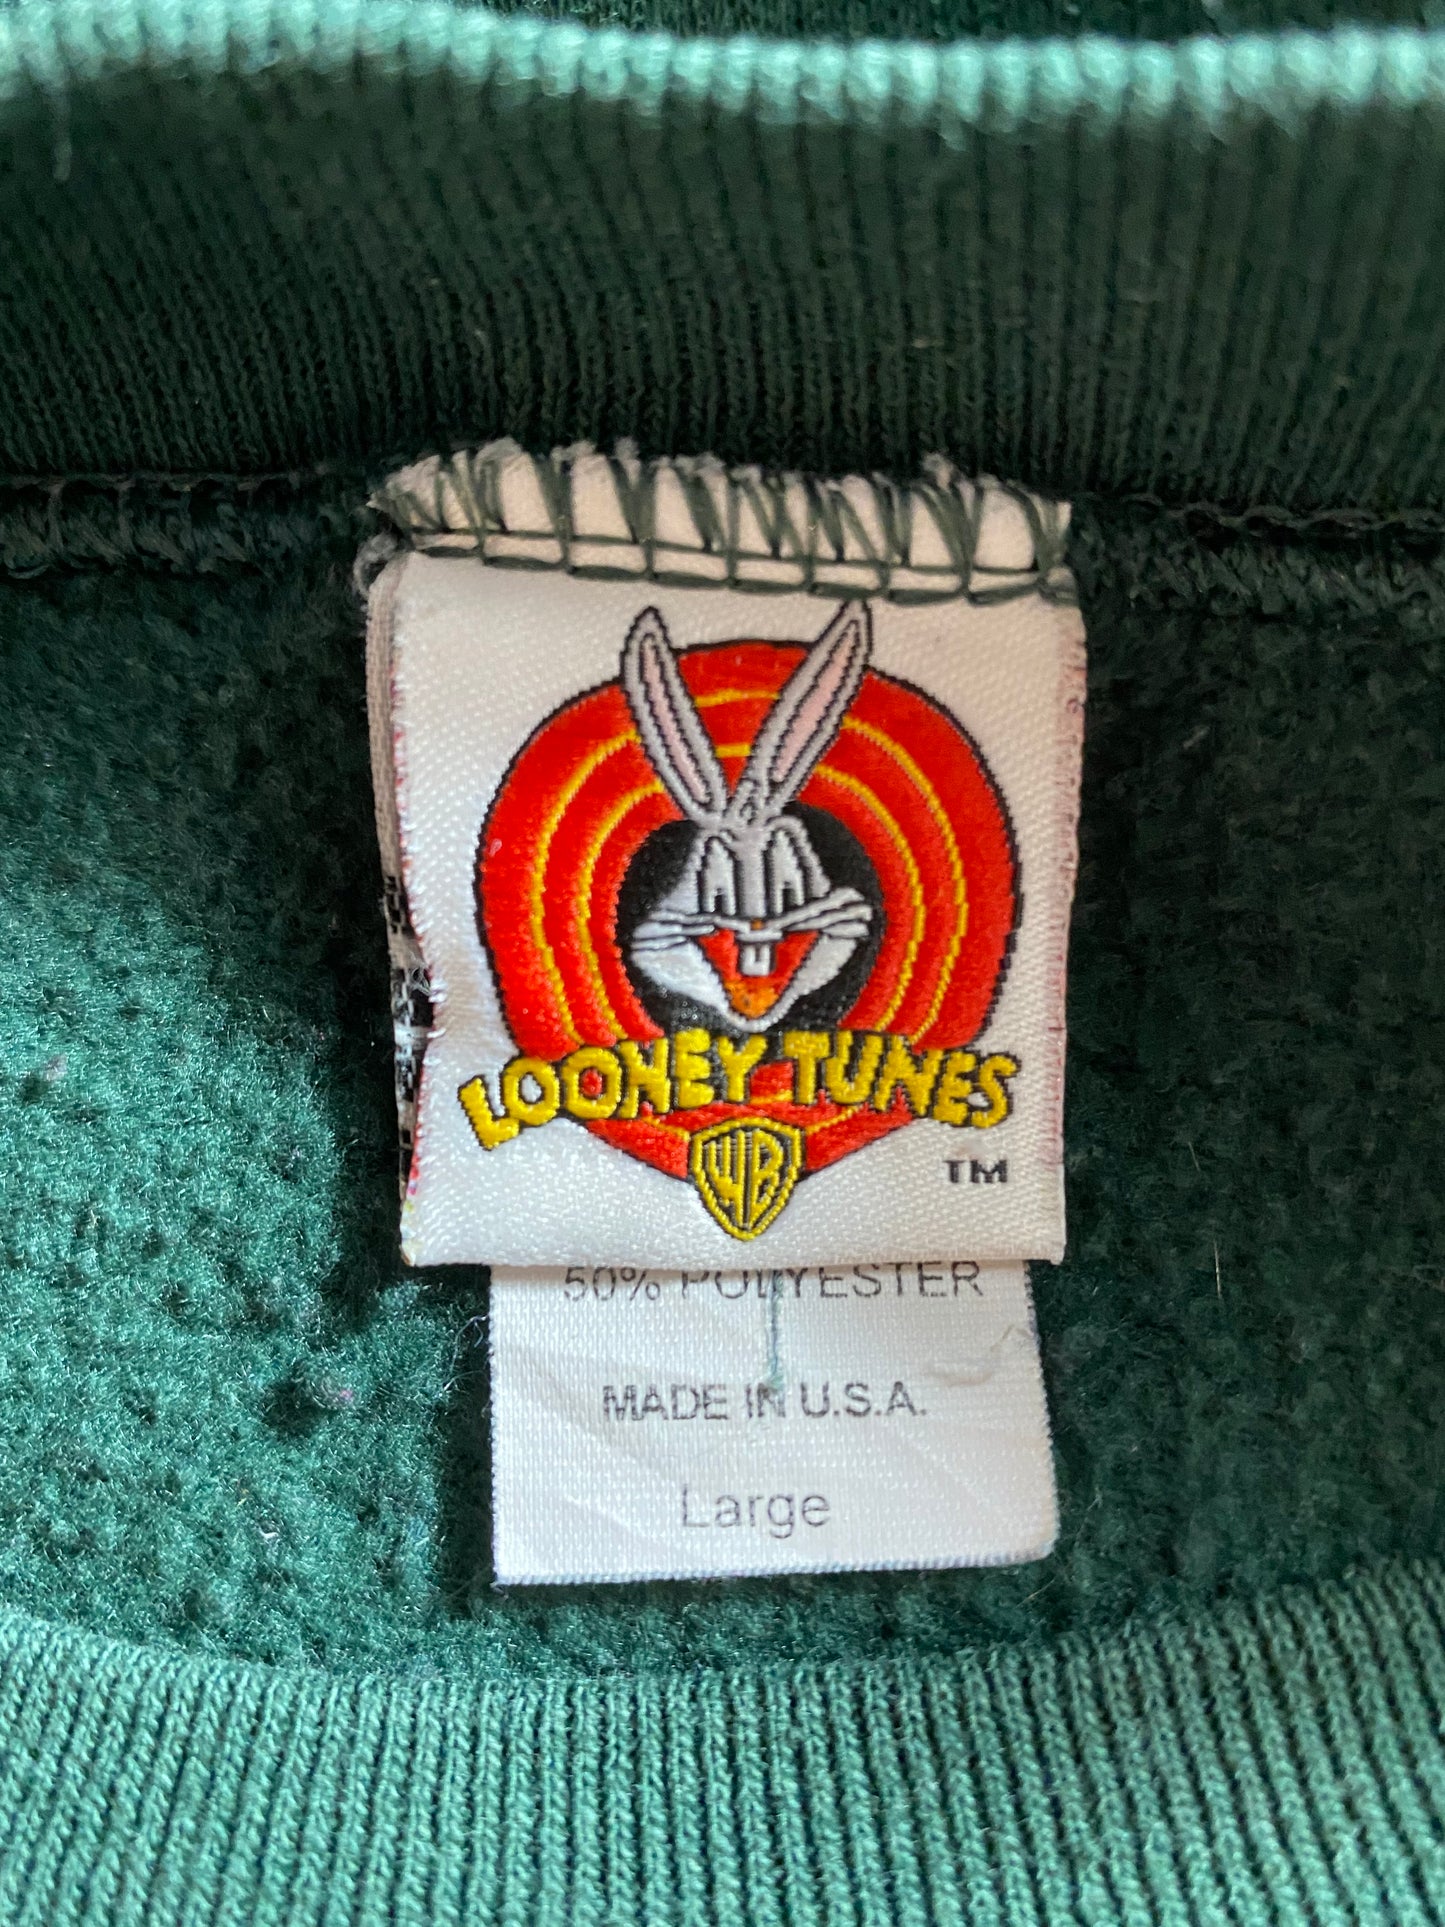 LOONEY TUNES
WB
TM
50% POLYESTER
MADE IN U.S.A.
Large